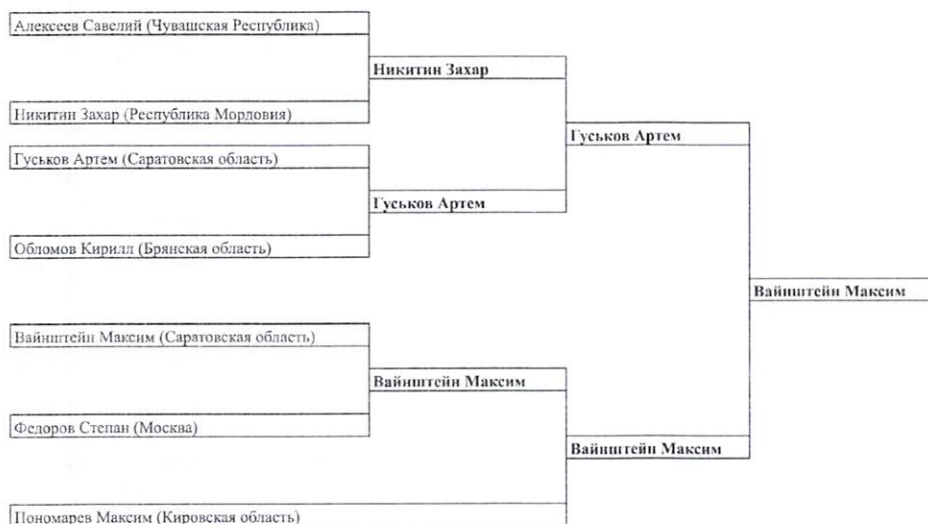 Алексеев Савелий (Чувашская Республика)
Никитин Захар
Никитин Захар (Республика Мордовия)
Гуськов Артем
Гуськов Артем (Саратовская область)
Гуськов Артем
Обломов Кирилл (Брянская область)
Вайнштейн Максим
Вайнштейн Максим (Саратовская область)
Вайнштейн Максим
Федоров Степан (Москва)
Вайнштейн Максим
Пономарев Максим (Кировская область)